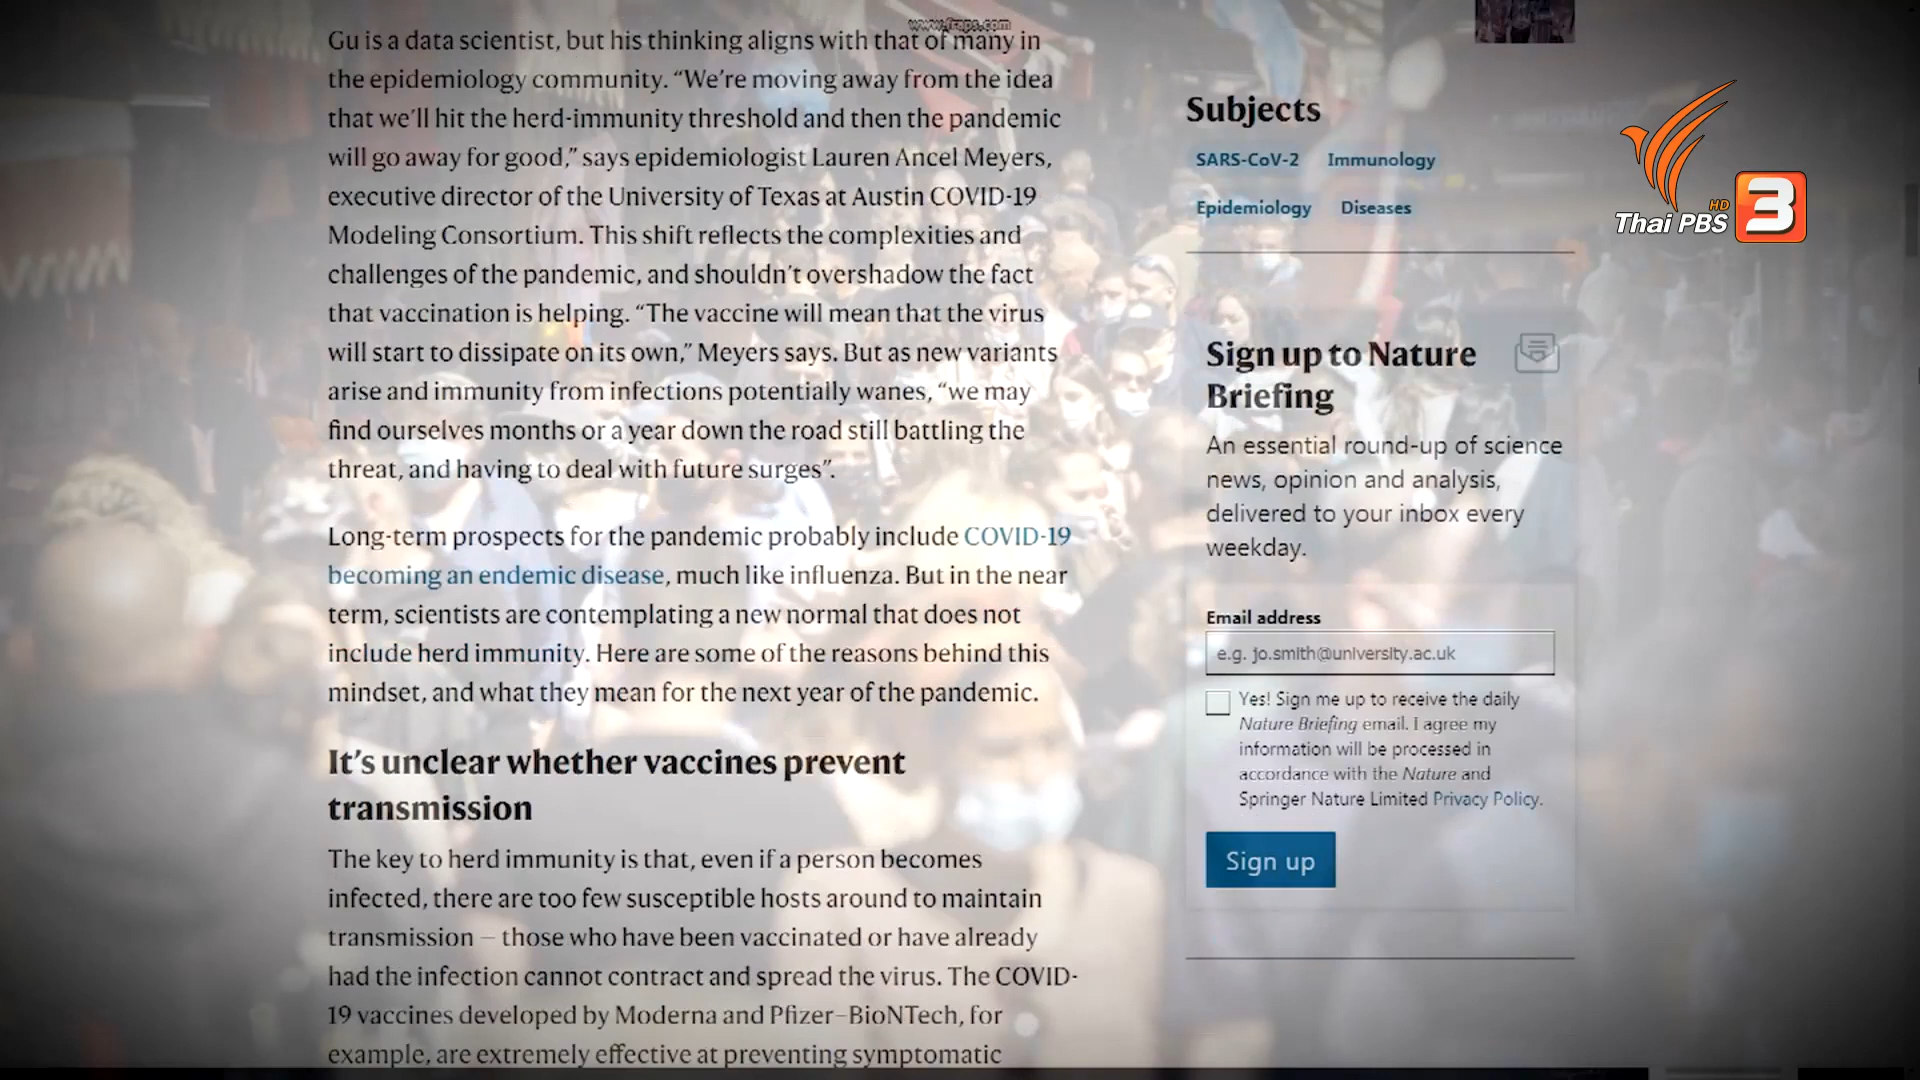 www.fraps.com
Gu is a data scientist, but his thinking aligns with that of many in
the epidemiology community. “We’re moving away from the idea
that we’ll hit the herd-immunity threshold and then the pandemic
will go away for good,” says epidemiologist Lauren Ancel Meyers,
executive director of the University of Texas at Austin COVID-19
Modeling Consortium. This shift reflects the complexities and
challenges of the pandemic, and shouldn’t overshadow the fact
that vaccination is helping. “The vaccine will mean that the virus
will start to dissipate on its own,” Meyers says. But as new variants
arise and immunity from infections potentially wanes, “we may
find ourselves months or a year down the road still battling the
threat, and having to deal with future surges”.
Long-term prospects for the pandemic probably include COVID-19
becoming an endemic disease, much like influenza. But in the near
term, scientists are contemplating a new normal that does not
include herd immunity. Here are some of the reasons behind this
mindset, and what they mean for the next year of the pandemic.
It’s unclear whether vaccines prevent
transmission
The key to herd immunity is that, even if a person becomes
infected, there are too few susceptible hosts around to maintain
transmission — those who have been vaccinated or have already
had the infection cannot contract and spread the virus. The COVID-
19 vaccines developed by Moderna and Pfizer–BioNTech, for
example, are extremely effective at preventing symptomatic
Subjects
SARS-CoV-2 Immunology
Epidemiology Diseases
Sign up to Nature
Briefing
An essential round-up of science
news, opinion and analysis,
delivered to your inbox every
weekday.
Email address
e.g. jo.smith@university.ac.uk
Yes! Sign me up to receive the daily
Nature Briefing email. I agree my
information will be processed in
accordance with the Nature and
Springer Nature Limited Privacy Policy.
Sign up
HD
Thai PBS 3